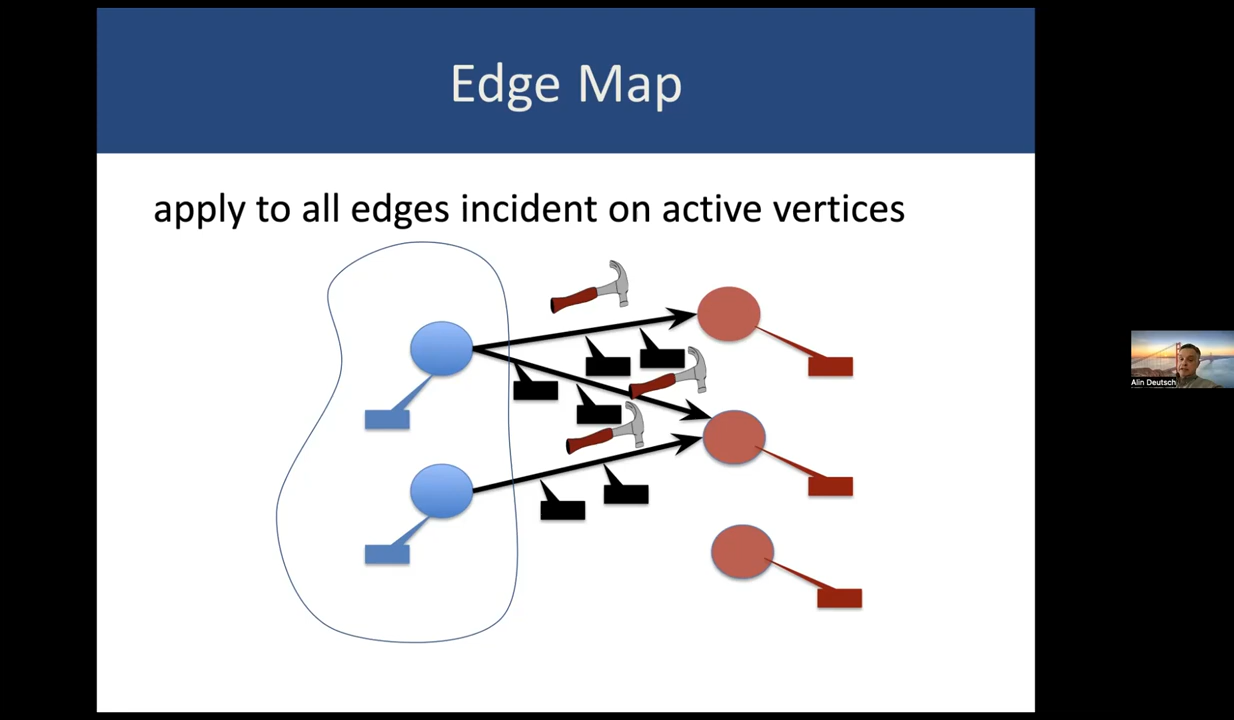 Edge Map
apply to all edges incident on active vertices
Alin Deutsch